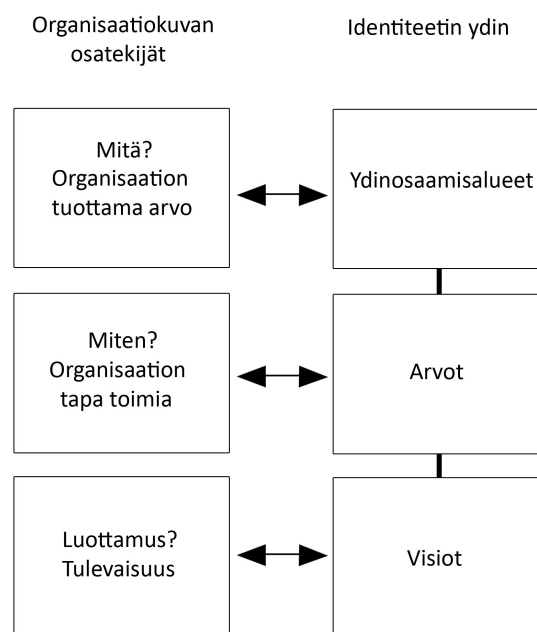 Organisaatiokuvan
osatekijät
Identiteetin ydin
Mitä?
Organisaation
tuottama arvo
Ydinosaamisalueet
Miten?
Organisaation
tapa toimia
Arvot
Luottamus?
Tulevaisuus
Visiot